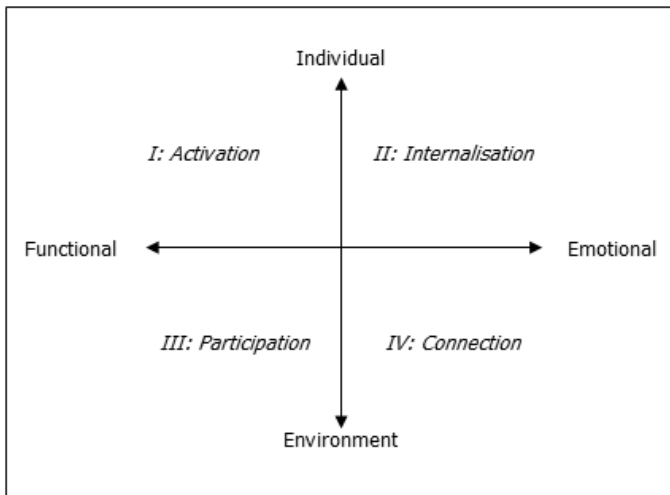 Individual
I: Activation
II: Internalisation
Functional
Emotional
III: Participation
IV: Connection
Environment